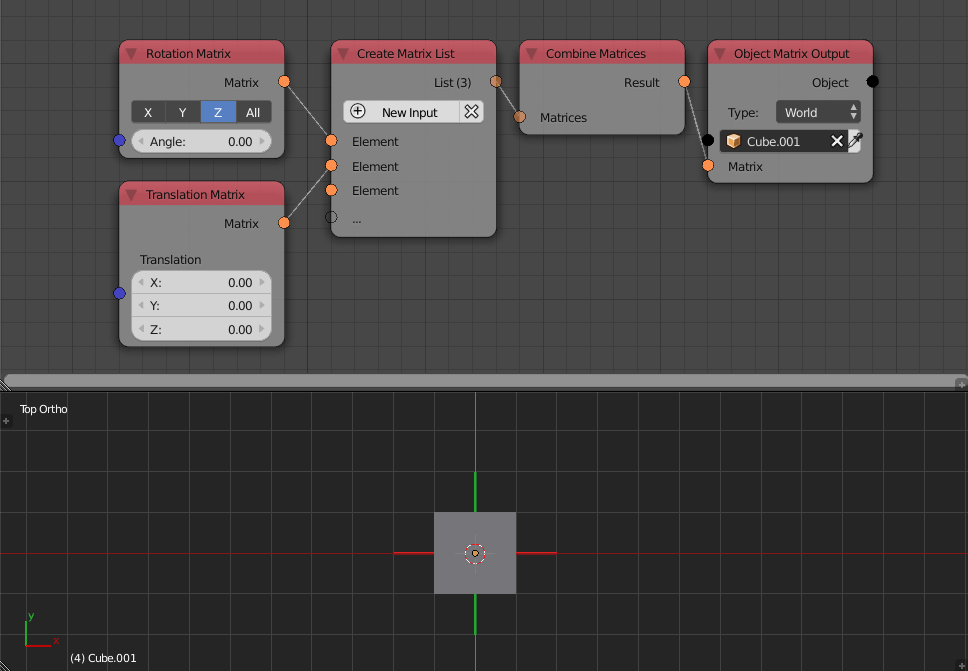 Rotation Matrix
Matrix
X Y Z All
Angle: 0.00
Translation Matrix
Matrix
Translation
X: 0.00
Y: 0.00
Z: 0.00
Create Matrix List
List (3)
New Input
Element
Element
Element
...
Combine Matrices
Result
Matrices
Object Matrix Output
Object
Type: World
Cube.001
Matrix
Top Ortho
y
x
(4) Cube.001